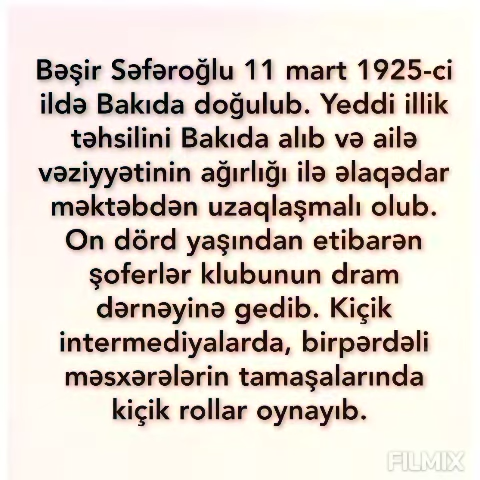 Bəşir Səfəroğlu 11 mart 1925-ci
ildə Bakıda doğulub. Yeddi illik
təhsilini Bakıda alıb və ailə
vəziyyətinin ağırlığı ilə əlaqədar
məktəbdən uzaqlaşmalı olub.
On dörd yaşından etibarən
şoferlər klubunun dram
dərnəyinə gedib. Kiçik
intermediyalarda, birpərdəli
məsxərələrin tamaşalarında
kiçik rollar oynayıb.
FILMIX